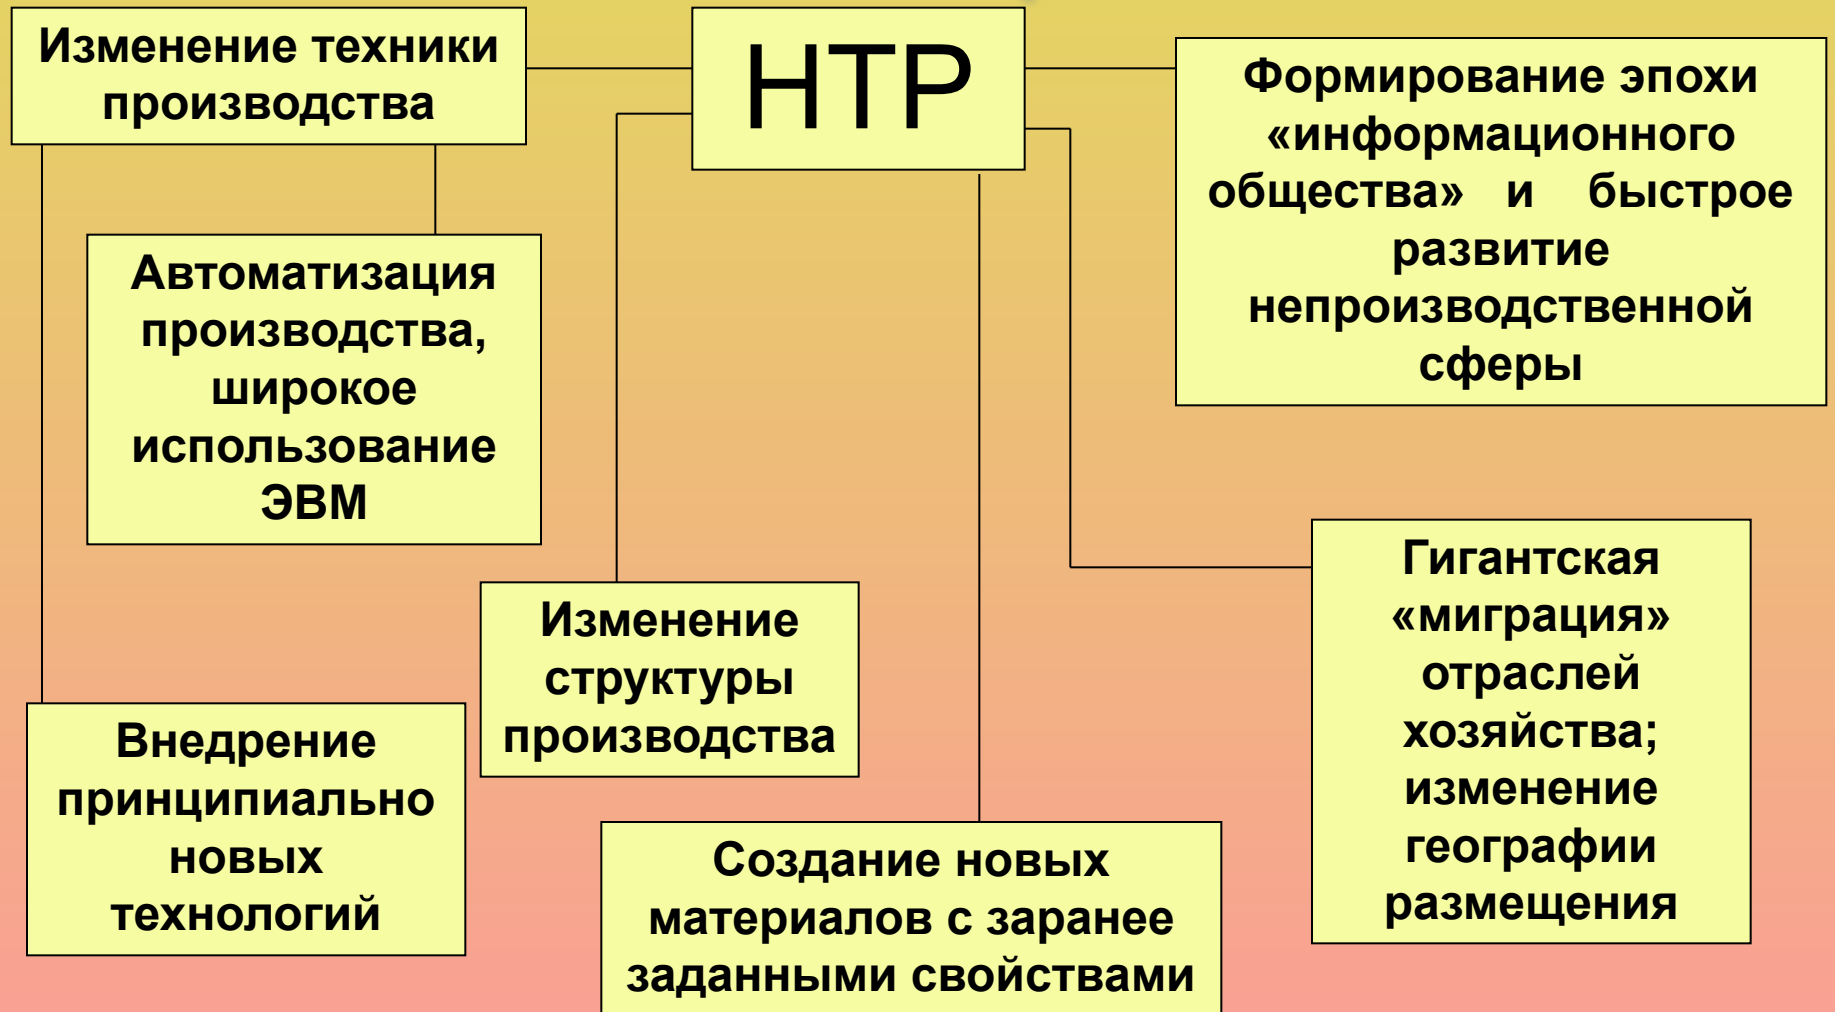 Изменение техники
производства
НТР
Формирование эпохи
«информационного
общества» и быстрое
развитие
непроизводственной
сферы
Автоматизация
производства,
широкое
использование
ЭВМ
Изменение
структуры
производства
Гигантская
«миграция»
отраслей
хозяйства;
изменение
географии
размещения
Внедрение
принципиально
новых
технологий
Создание новых
материалов с заранее
заданными свойствами